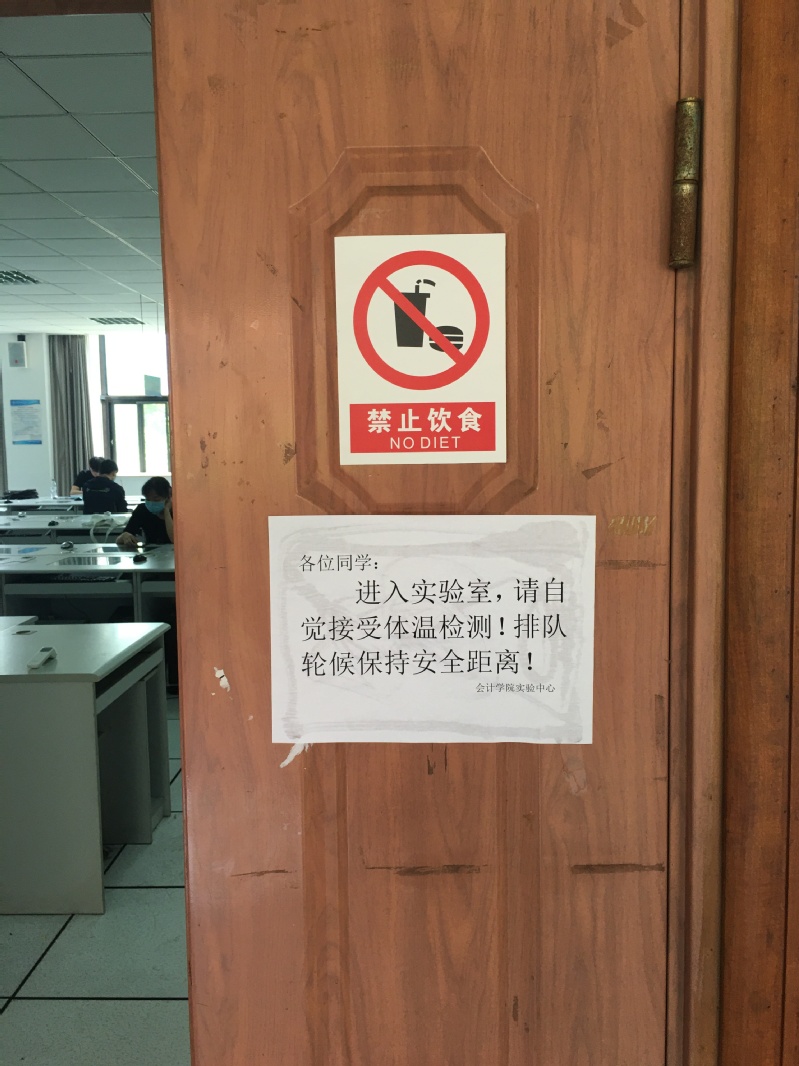 禁止饮食
NO DIET
各位同学：
进入实验室，请自
觉接受体温检测！排队
轮候保持安全距离！
会计学院实验中心